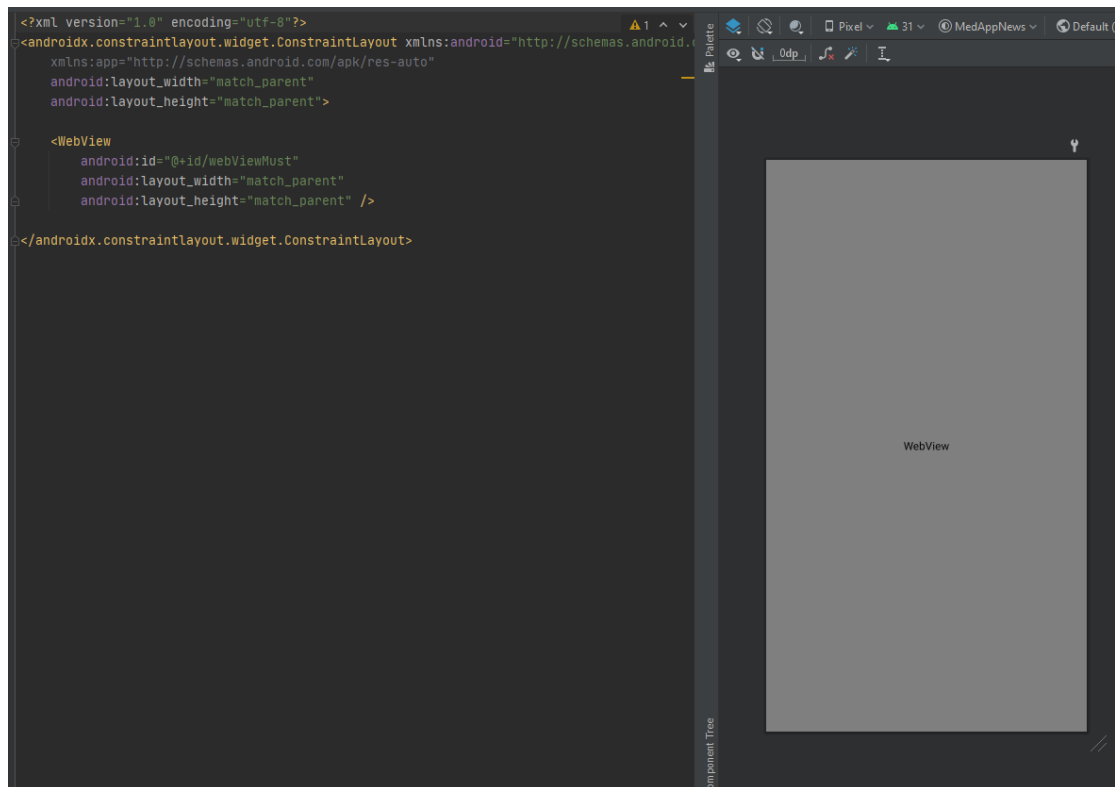 <?xml version="1.0" encoding="utf-8"?>
<androidx.constraintlayout.widget.ConstraintLayout xmlns:android="http://schemas.android.
xmlns:app="http://schemas.android.com/apk/res-auto"
android:layout_width="match_parent"
android:layout_height="match_parent">
<WebView
android:id="@+id/webViewMust"
android:layout_width="match_parent"
android:layout_height="match_parent" />
</androidx.constraintlayout.widget.ConstraintLayout>
1
Palette
Pixel 31 MedAppNews Default (
0dp
WebView
omponent Tree